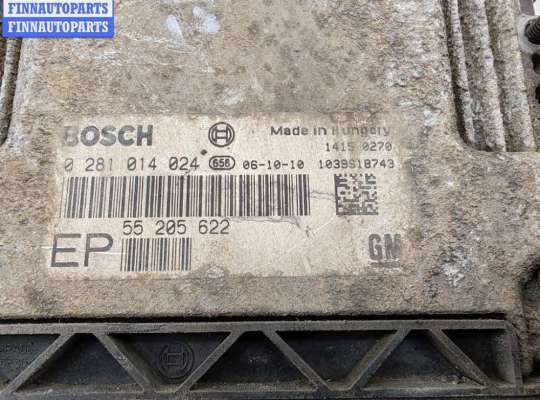 FINNAUTOPARTS
FINNAUTOPARTS
BOSCH
Made in Hungary
1415 0270
0 281 014 024 656 06-10-10 1039S18743
55 205 622
EP
GM